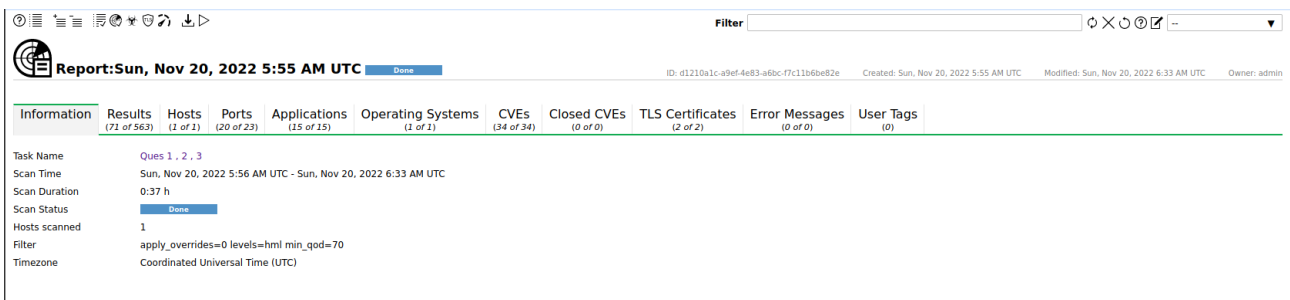 Filter
--
Report:Sun, Nov 20, 2022 5:55 AM UTC Done
ID: d1210a1c-a9ef-4e83-a6bc-f7c11b6be82e Created: Sun, Nov 20, 2022 5:55 AM UTC Modified: Sun, Nov 20, 2022 6:33 AM UTC Owner: admin
Information Results Hosts Ports Applications Operating Systems CVEs Closed CVEs TLS Certificates Error Messages User Tags
(71 of 563) (1 of 1) (20 of 23) (15 of 15) (1 of 1) (34 of 34) (0 of 0) (2 of 2) (0 of 0) (0)
Task Name Ques 1 , 2 , 3
Scan Time Sun, Nov 20, 2022 5:56 AM UTC - Sun, Nov 20, 2022 6:33 AM UTC
Scan Duration 0:37 h
Scan Status Done
Hosts scanned 1
Filter apply_overrides=0 levels=hml min_qod=70
Timezone Coordinated Universal Time (UTC)